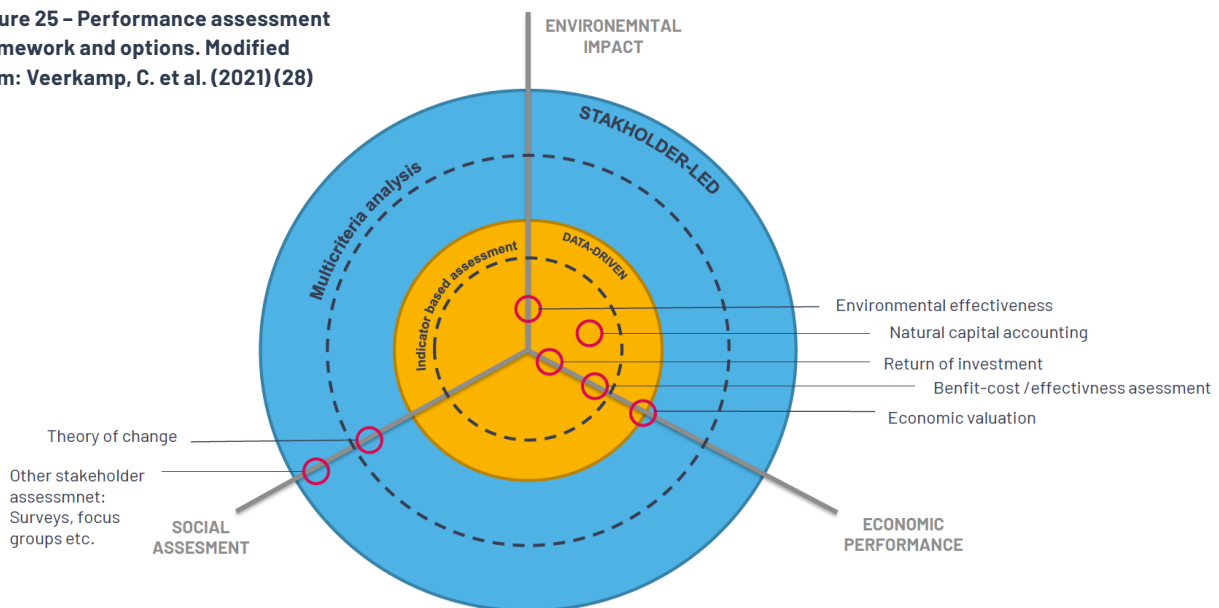 ure 25 – Performance assessment
mework and options. Modified
m: Veerkamp, C. et al. (2021) (28)
ENVIRONEMNTAL
IMPACT
STAKHOLDER-LED
Multicriteria analysis
DATA-DRIVEN
Indicator based assessment
Environmental effectiveness
Natural capital accounting
Return of investment
Benfit-cost /effectivness asessment
Economic valuation
Theory of change
Other stakeholder
assessmnet:
Surveys, focus
groups etc.
SOCIAL
ASSESMENT
ECONOMIC
PERFORMANCE